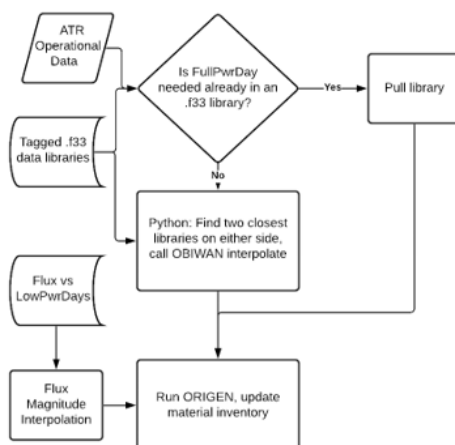 ATR
Operational
Data
Is FullPwrDay
needed already in an
.f33 library?
Yes
Pull library
Tagged .f33
data libraries
No
Python: Find two closest
libraries on either side,
call OBIWAN interpolate
Flux vs
LowPwrDays
Flux
Magnitude
Interpolation
Run ORIGEN, update
material inventory